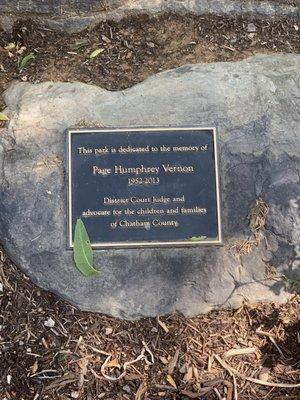 This park is dedicated to the memory of
Page Humphrey Vernon
1952-2013
District Court Judge and
advocate for the children and families
of Chatham County.